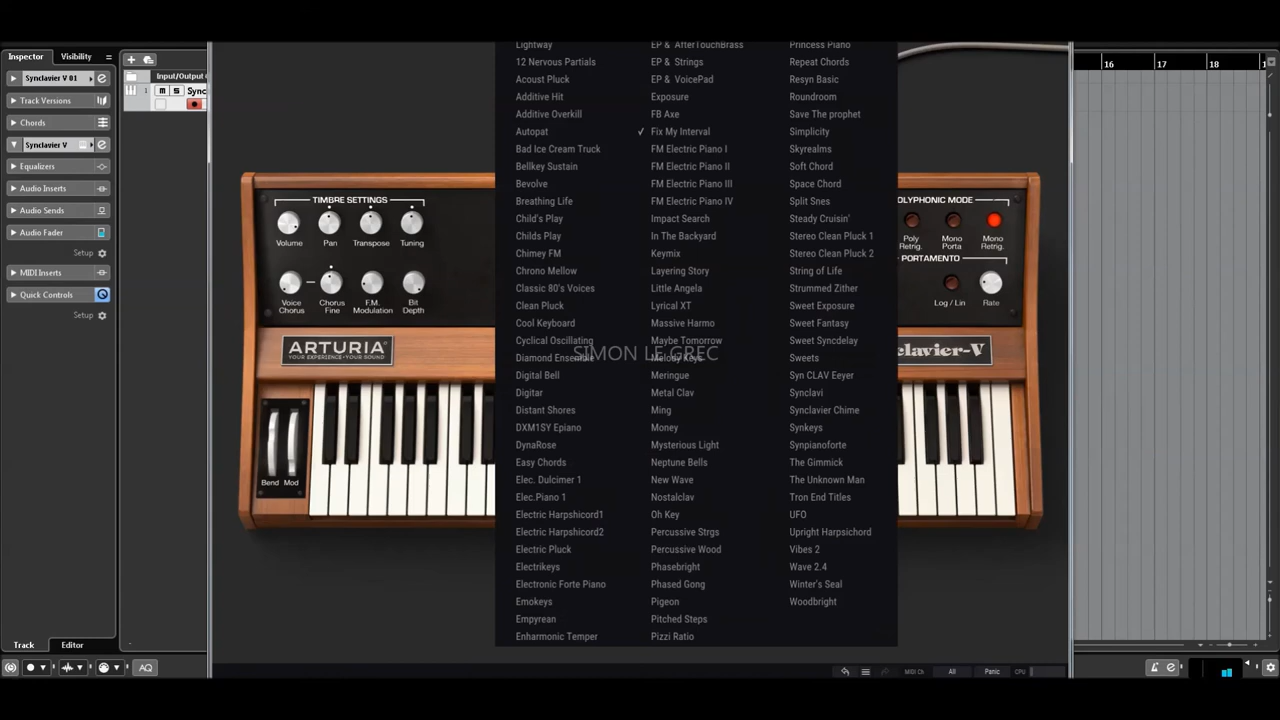 Inspector
Visibility
Synclavier V 01
Track Versions
Chords
Synclavier V
Equalizers
Audio Inserts
Audio Sends
Audio Fader
Setup
MIDI Inserts
Quick Controls
Setup
Track
Editor
AQ
Input/Output
1
m
S
Sync
TIMBRE SETTINGS
Volume
Pan
Transpose
Tuning
Voice
Chorus
Chorus
Fine
F.M.
Modulation
Bit
Depth
ARTURIA
YOUR EXPERIENCE • YOUR SOUND
Bend
Mod
Lightway
12 Nervous Partials
Acoust Pluck
Additive Hit
Additive Overkill
Autopat
Bad Ice Cream Truck
Bellkey Sustain
Bevolve
Breathing Life
Child's Play
Childs Play
Chimey FM
Chrono Mellow
Classic 80's Voices
Clean Pluck
Cool Keyboard
Cyclical Oscillating
Diamond Ensemble
Digital Bell
Digitar
Distant Shores
DXM1SY Epiano
DynaRose
Easy Chords
Elec. Dulcimer 1
Elec.Piano 1
Electric Harpshicord1
Electric Harpshicord2
Electric Pluck
Electrikeys
Electronic Forte Piano
Emokeys
Empyrean
Enharmonic Temper
EP & AfterTouchBrass
EP & Strings
EP & VoicePad
Exposure
FB Axe
✓ Fix My Interval
FM Electric Piano I
FM Electric Piano II
FM Electric Piano III
FM Electric Piano IV
Impact Search
In The Backyard
Keymix
Layering Story
Little Angela
Lyrical XT
Massive Harmo
Maybe Tomorrow
SIMON LE GREC
Melody Keys
Meringue
Metal Clav
Ming
Money
Mysterious Light
Neptune Bells
New Wave
Nostalclav
Oh Key
Percussive Strgs
Percussive Wood
Phasebright
Phased Gong
Pigeon
Pitched Steps
Pizzi Ratio
Princess Piano
Repeat Chords
Resyn Basic
Roundroom
Save The prophet
Simplicity
Skyrealms
Soft Chord
Space Chord
Split Snes
Steady Cruisin'
Stereo Clean Pluck 1
Stereo Clean Pluck 2
String of Life
Strummed Zither
Sweet Exposure
Sweet Fantasy
Sweet Syncdelay
Sweets
Syn CLAV Eeyer
Synclavi
Synclavier Chime
Synkeys
Synpianoforte
The Gimmick
The Unknown Man
Tron End Titles
UFO
Upright Harpsichord
Vibes 2
Wave 2.4
Winter's Seal
Woodbright
OLYPHONIC MODE
Poly
Retrig.
Mono
Porta
Mono
Retrig.
PORTAMENTO
Log / Lin
Rate
clavier-V
16
17
18
MIDI Ch
All
Panic
CPU